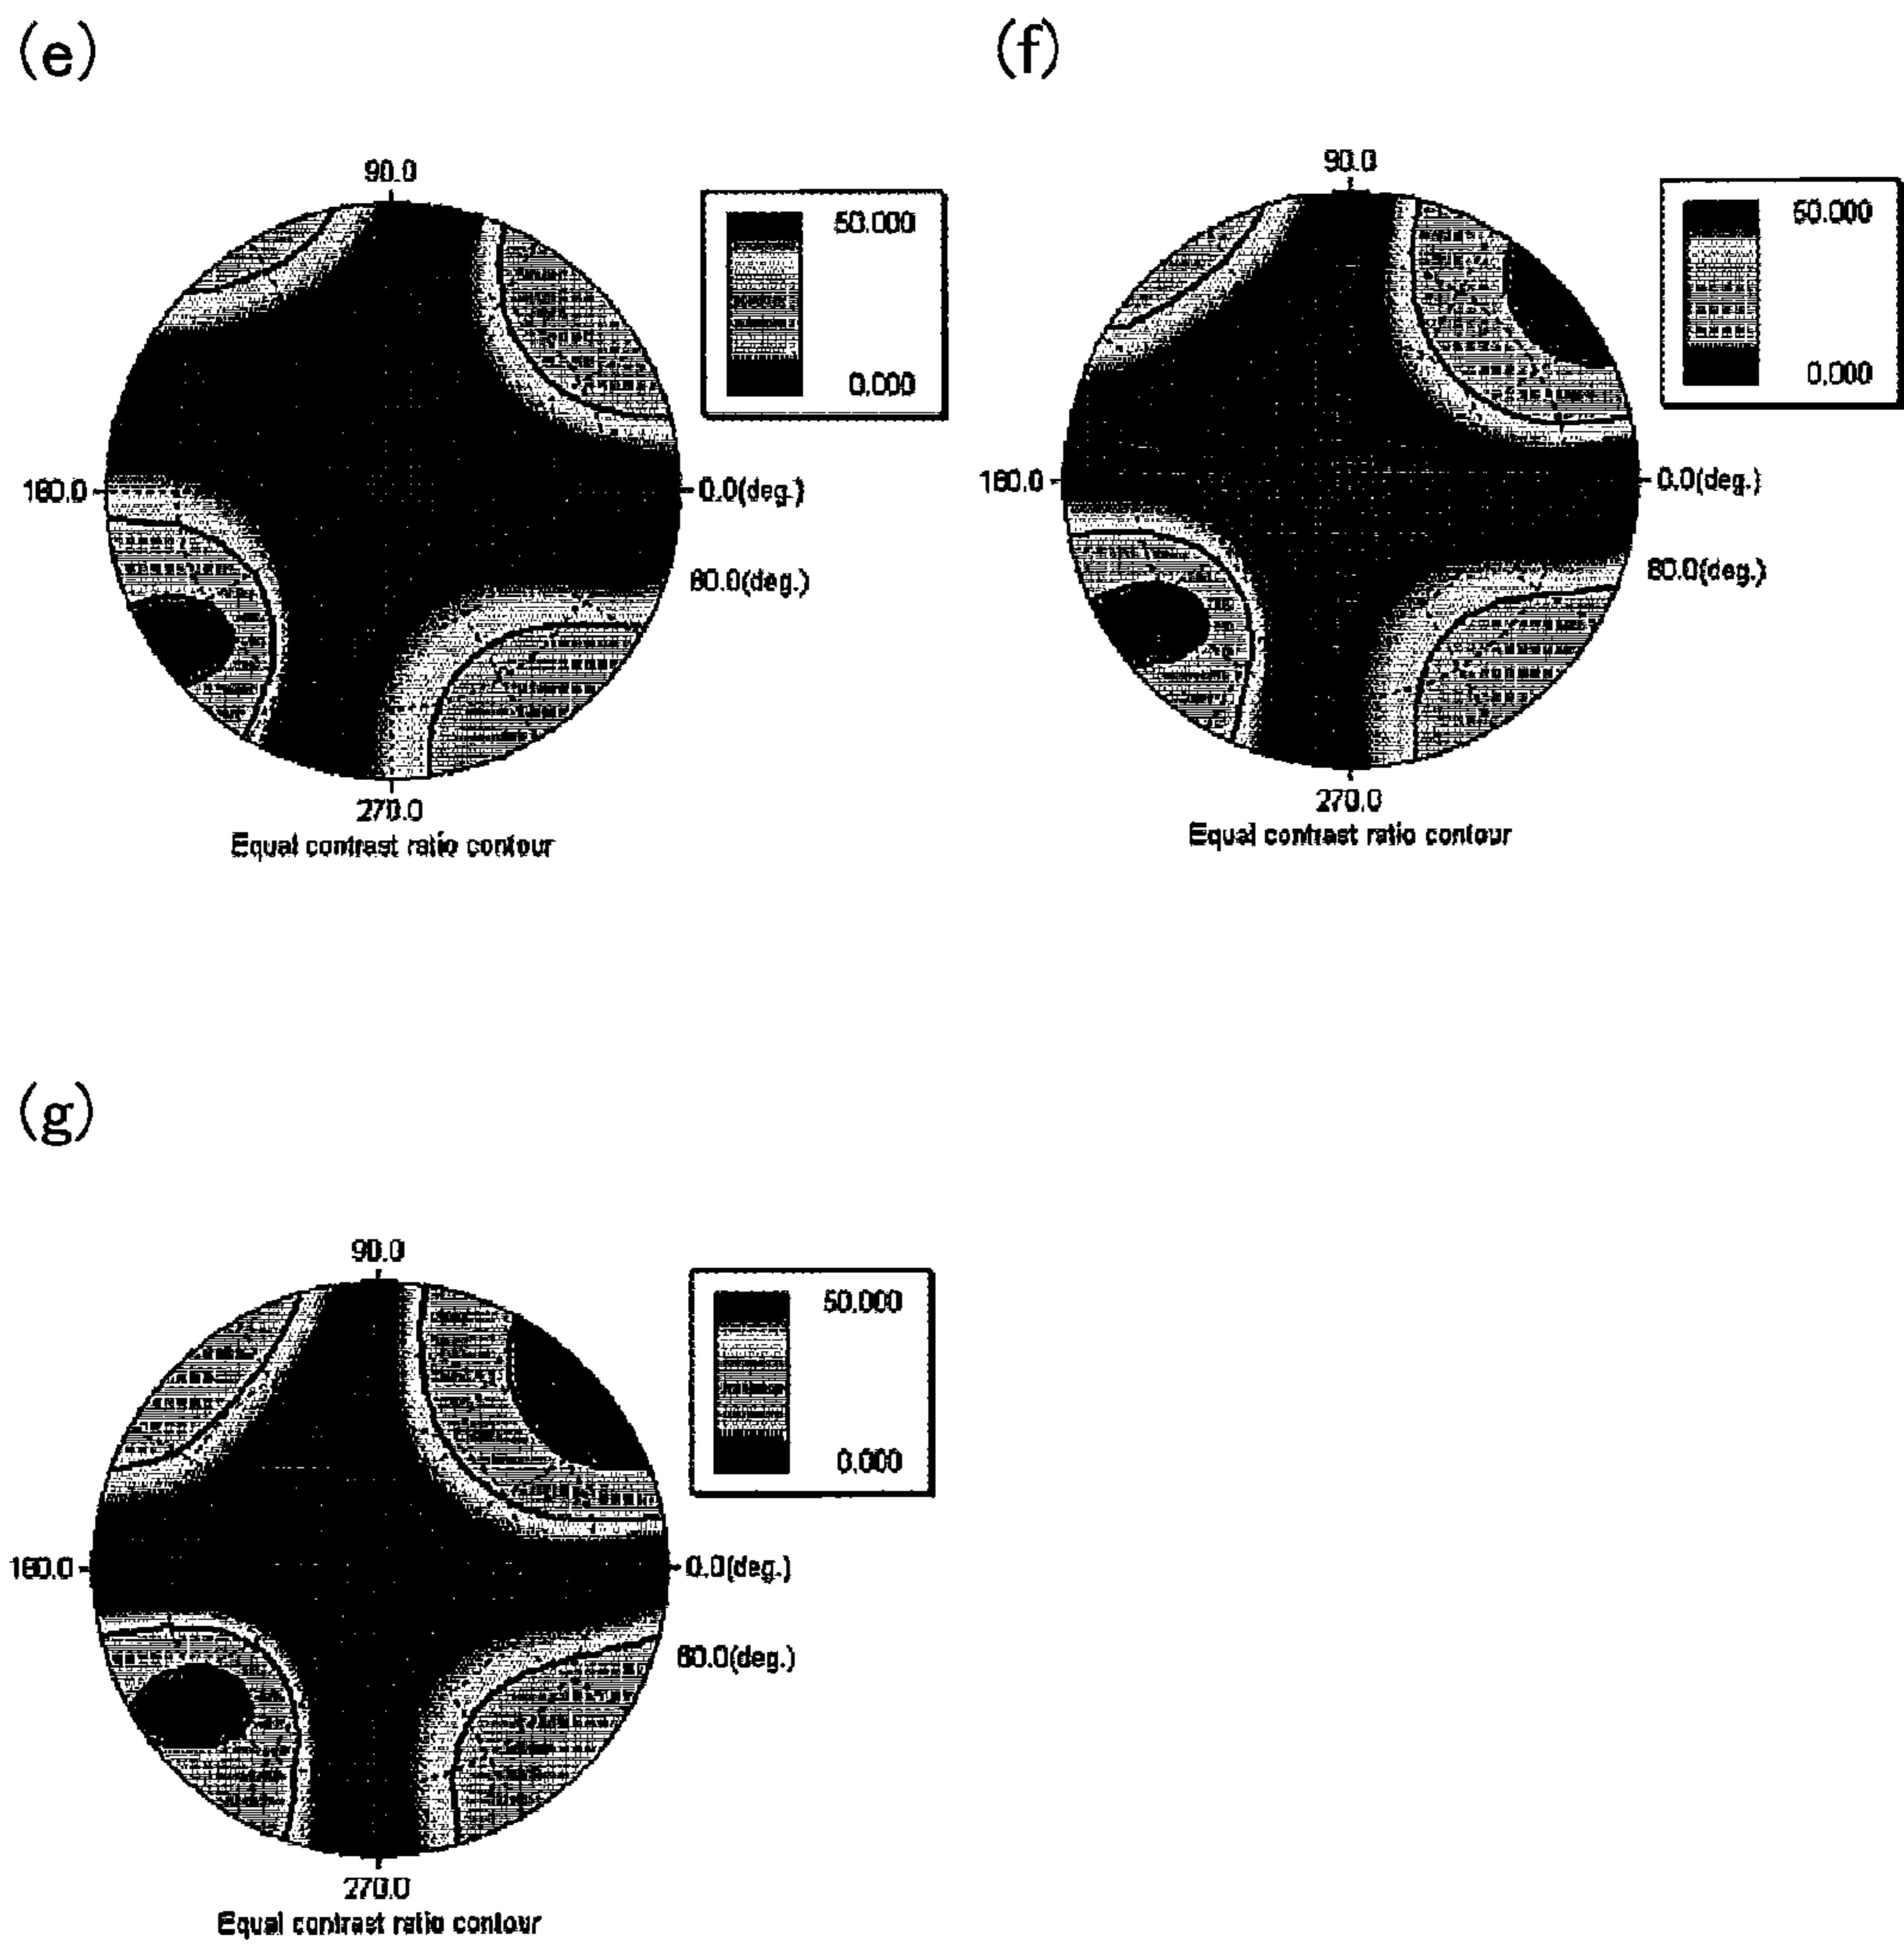 (e)
90.0
50.000
0.000
180.0
0.0(deg.)
80.0(deg.)
270.0
Equal contrast ratio contour
(f)
90.0
50.000
0.000
180.0
0.0(deg.)
80.0(deg.)
270.0
Equal contrast ratio contour
(g)
90.0
50.000
0.000
180.0
0.0(deg.)
80.0(deg.)
270.0
Equal contrast ratio contour